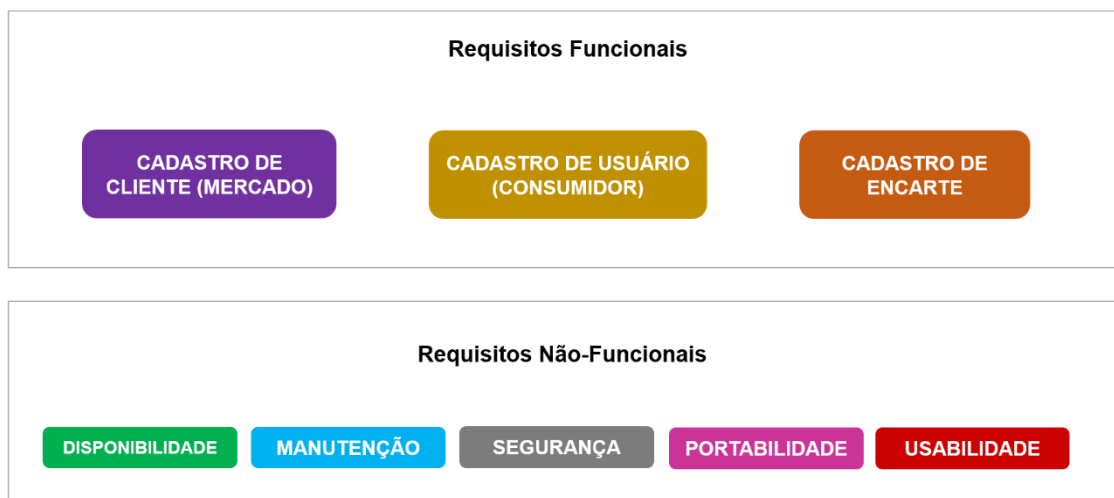 Requisitos Funcionais
CADASTRO DE
CLIENTE (MERCADO)
CADASTRO DE USUÁRIO
(CONSUMIDOR)
CADASTRO DE
ENCARTE
Requisitos Não-Funcionais
DISPONIBILIDADE
MANUTENÇÃO
SEGURANÇA
PORTABILIDADE
USABILIDADE